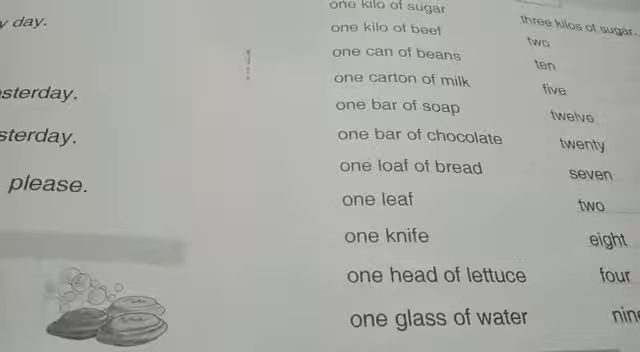 y day.
esterday.
sterday.
please.
one kilo of sugar three kilos of sugar.
one kilo of beef two
one can of beans ten
one carton of milk five
one bar of soap twelve
one bar of chocolate twenty
one loaf of bread seven
one leaf two
one knife eight
one head of lettuce four
one glass of water nine